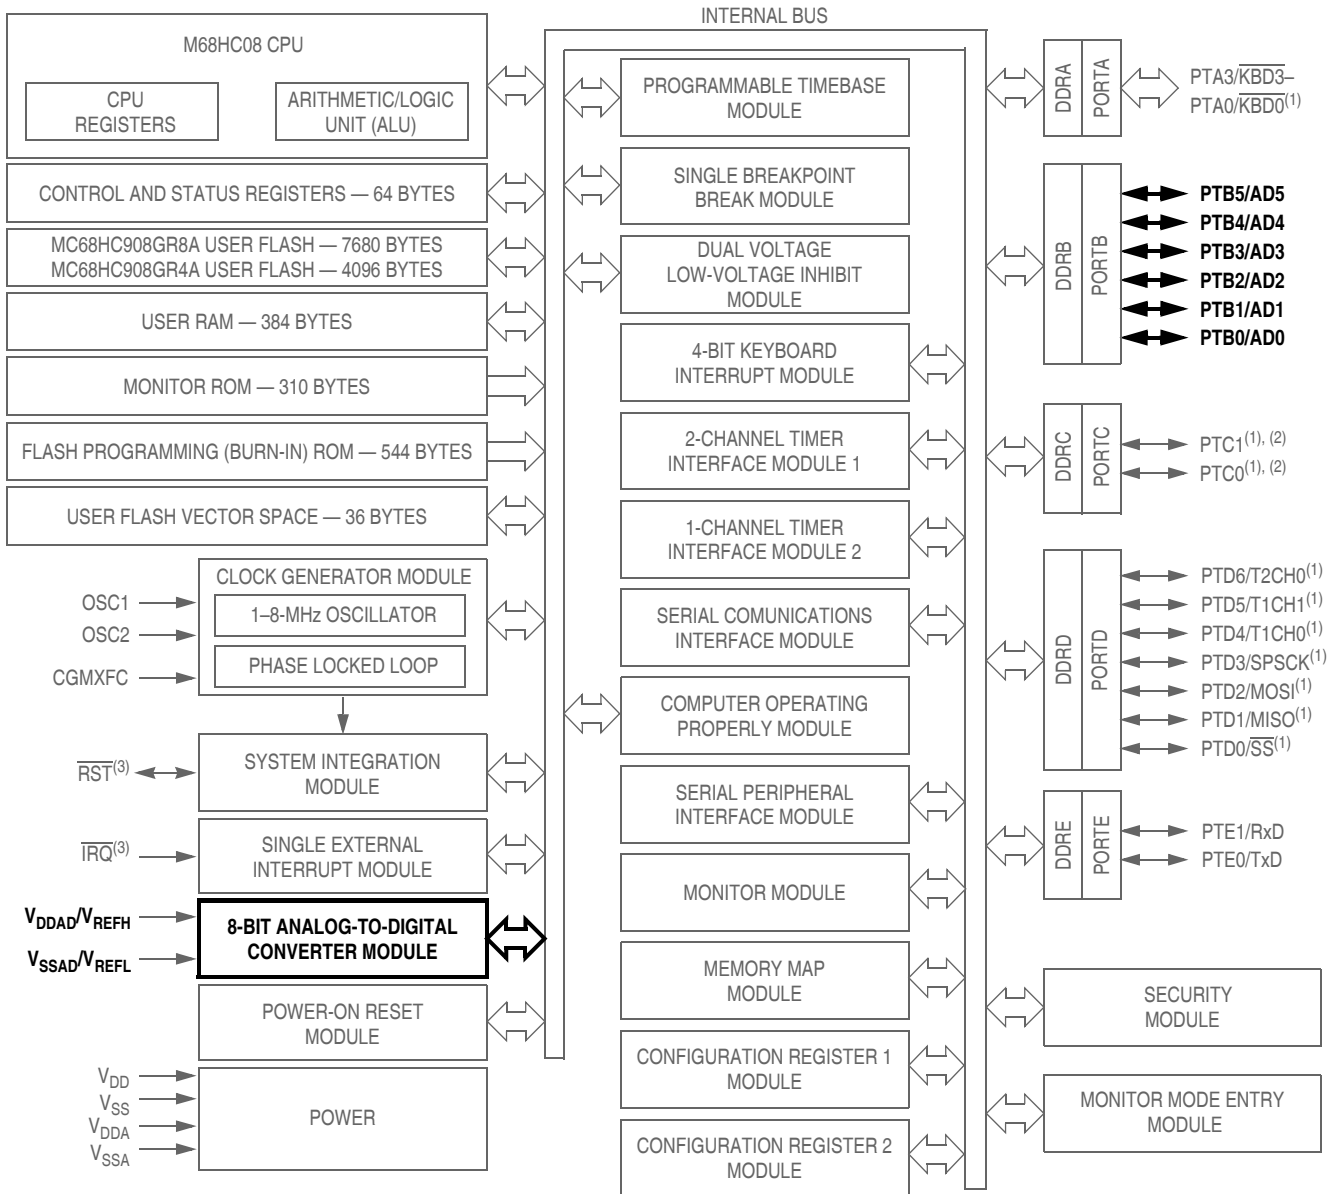 INTERNAL BUS
M68HC08 CPU
CPU
REGISTERS
ARITHMETIC/LOGIC
UNIT (ALU)
CONTROL AND STATUS REGISTERS — 64 BYTES
MC68HC908GR8A USER FLASH — 7680 BYTES
MC68HC908GR4A USER FLASH — 4096 BYTES
USER RAM — 384 BYTES
MONITOR ROM — 310 BYTES
FLASH PROGRAMMING (BURN-IN) ROM — 544 BYTES
USER FLASH VECTOR SPACE — 36 BYTES
CLOCK GENERATOR MODULE
1–8-MHz OSCILLATOR
PHASE LOCKED LOOP
OSC1
OSC2
CGMXFC
SYSTEM INTEGRATION
MODULE
RST(3)
SINGLE EXTERNAL
INTERRUPT MODULE
IRQ(3)
8-BIT ANALOG-TO-DIGITAL
CONVERTER MODULE
VDDAD/VREFH
VSSAD/VREFL
POWER-ON RESET
MODULE
POWER
VDD
VSS
VDDA
VSSA
PROGRAMMABLE TIMEBASE
MODULE
SINGLE BREAKPOINT
BREAK MODULE
DUAL VOLTAGE
LOW-VOLTAGE INHIBIT
MODULE
4-BIT KEYBOARD
INTERRUPT MODULE
2-CHANNEL TIMER
INTERFACE MODULE 1
1-CHANNEL TIMER
INTERFACE MODULE 2
SERIAL COMUNICATIONS
INTERFACE MODULE
COMPUTER OPERATING
PROPERLY MODULE
SERIAL PERIPHERAL
INTERFACE MODULE
MONITOR MODULE
MEMORY MAP
MODULE
CONFIGURATION REGISTER 1
MODULE
CONFIGURATION REGISTER 2
MODULE
DDRA
PORTA
PTA3/KBD3–
PTA0/KBD0(1)
DDRB
PORTB
PTB5/AD5
PTB4/AD4
PTB3/AD3
PTB2/AD2
PTB1/AD1
PTB0/AD0
DDRC
PORTC
PTC1(1), (2)
PTC0(1), (2)
DDRD
PORTD
PTD6/T2CH0(1)
PTD5/T1CH1(1)
PTD4/T1CH0(1)
PTD3/SPSCK(1)
PTD2/MOSI(1)
PTD1/MISO(1)
PTD0/SS(1)
DDRE
PORTE
PTE1/RxD
PTE0/TxD
SECURITY
MODULE
MONITOR MODE ENTRY
MODULE